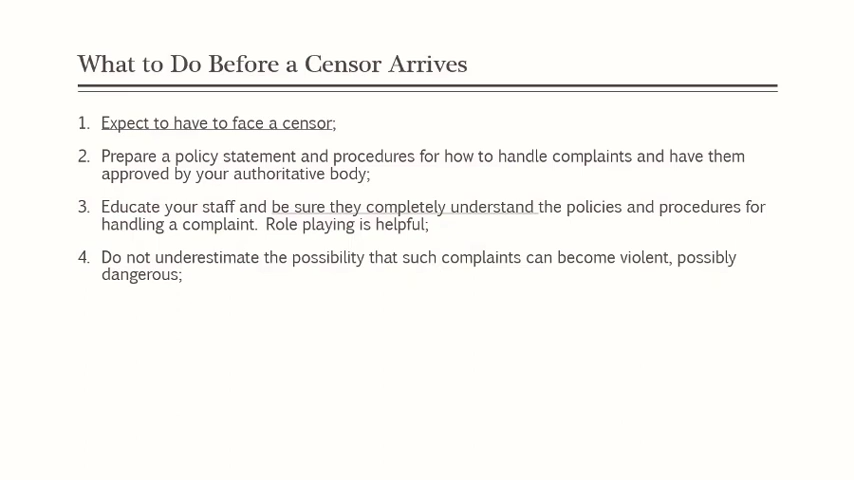 What to Do Before a Censor Arrives
1. Expect to have to face a censor;
2. Prepare a policy statement and procedures for how to handle complaints and have them
approved by your authoritative body;
3. Educate your staff and be sure they completely understand the policies and procedures for
handling a complaint. Role playing is helpful;
4. Do not underestimate the possibility that such complaints can become violent, possibly
dangerous;